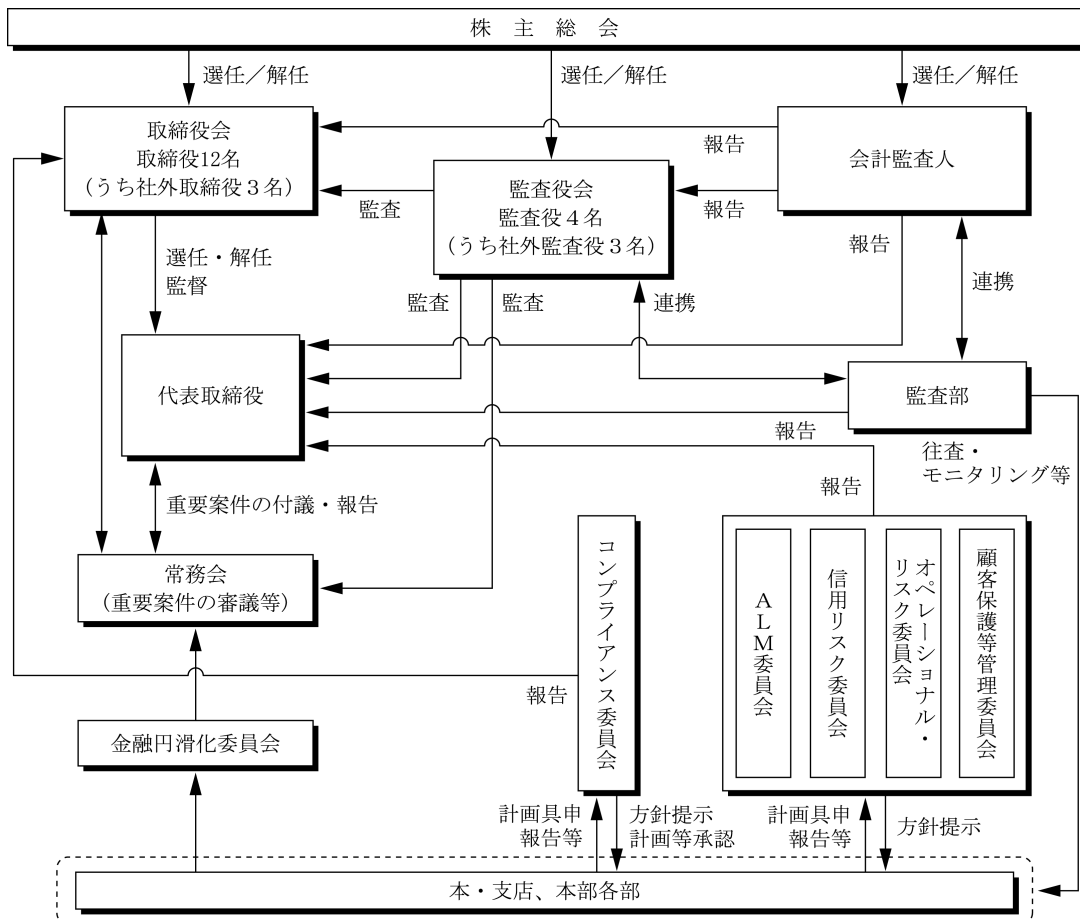 株主総会
選任／解任
選任／解任
選任／解任
取締役会
取締役12名
（うち社外取締役３名）
監査役会
監査役４名
（うち社外監査役３名）
会計監査人
報告
監査
報告
報告
選任・解任
監督
監査
監査
連携
連携
代表取締役
監査部
報告
往査・
モニタリング等
報告
重要案件の付議・報告
常務会
（重要案件の審議等）
コンプライアンス委員会
ALM委員会
信用リスク委員会
オペレーショナル・
リスク委員会
顧客保護等管理委員会
報告
金融円滑化委員会
計画具申
報告等
方針提示
計画等承認
計画具申
報告等
方針提示
本・支店、本部各部